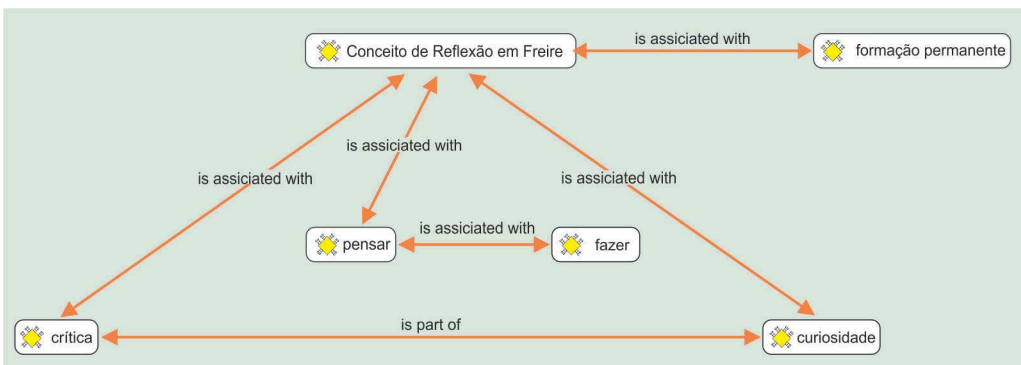 is assiciated with
Conceito de Reflexão em Freire
formação permanente
is assiciated with
is assiciated with
is assiciated with
is assiciated with
pensar
fazer
is part of
crítica
curiosidade